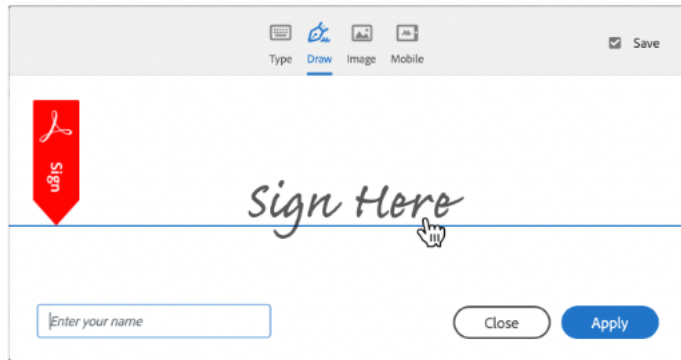 Type Draw Image Mobile Save
Sign
Sign Here
Enter your name
Close Apply